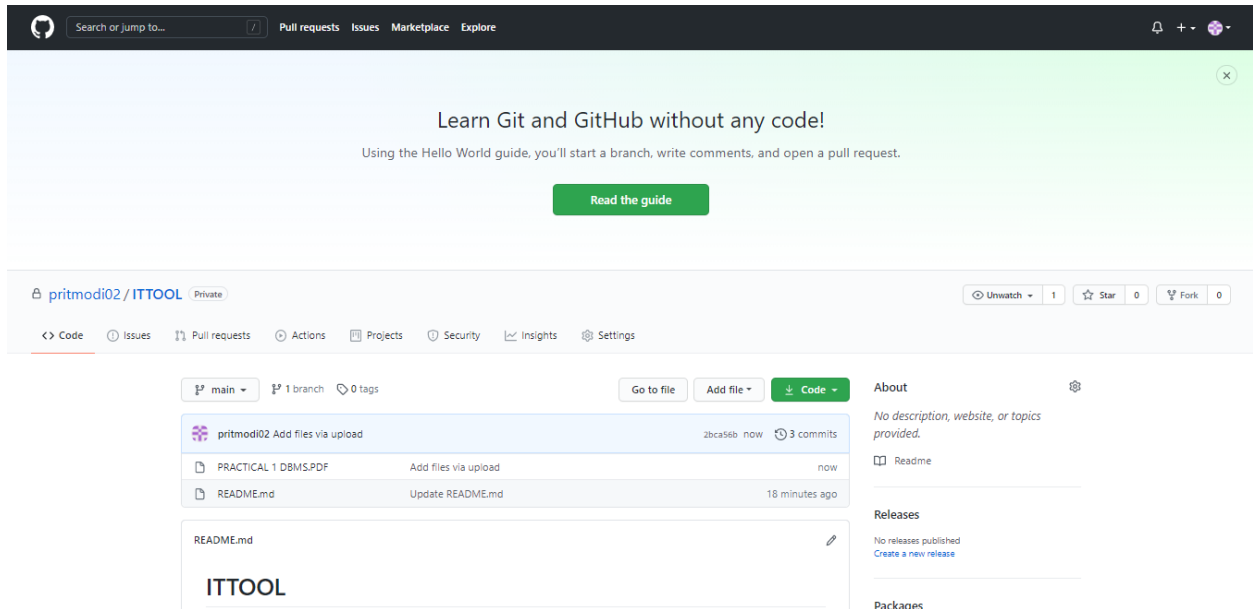 Search or jump to... / Pull requests Issues Marketplace Explore
Learn Git and GitHub without any code!
Using the Hello World guide, you'll start a branch, write comments, and open a pull request.
Read the guide
pritmodi02 / ITTOOL Private
Unwatch 1 Star 0 Fork 0
<> Code Issues Pull requests Actions Projects Security Insights Settings
main 1 branch 0 tags Go to file Add file Code
pritmodi02 Add files via upload 2bca56b now 3 commits
PRACTICAL 1 DBMS.PDF Add files via upload now
README.md Update README.md 18 minutes ago
README.md
ITTOOL
About
No description, website, or topics
provided.
Readme
Releases
No releases published
Create a new release
Packages